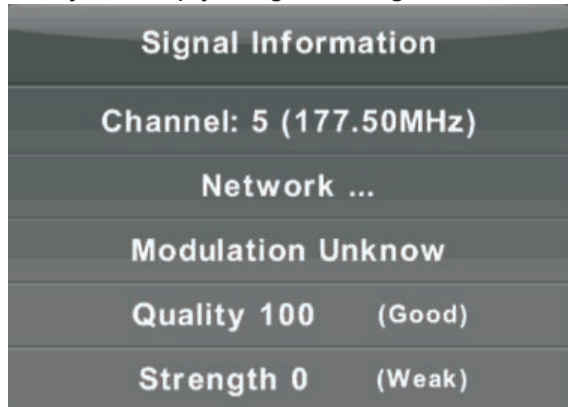 Signal Information
Channel: 5 (177.50MHz)
Network ...
Modulation Unknow
Quality 100 (Good)
Strength 0 (Weak)